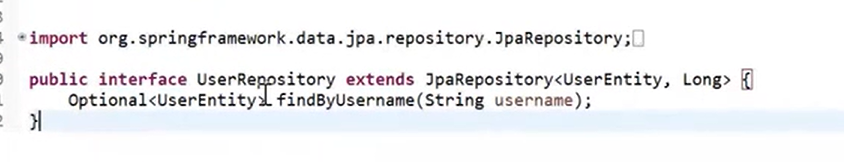 import org.springframework.data.jpa.repository.JpaRepository;
public interface UserRepository extends JpaRepository<UserEntity, Long> {
Optional<UserEntity> findByUsername(String username);
}